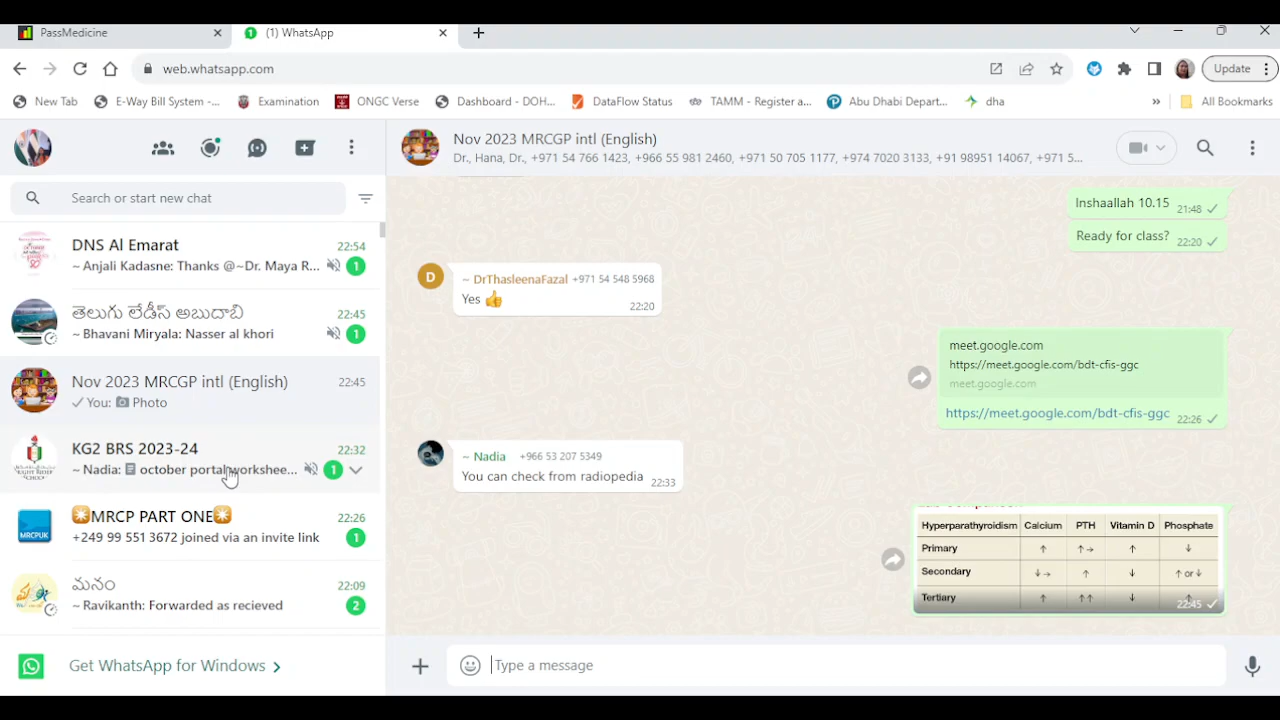 PassMedicine
(1) WhatsApp
web.whatsapp.com
Update
New Tab
E-Way Bill System -...
Examination
ONGC Verse
Dashboard - DOH...
DataFlow Status
TAMM - Register a...
Abu Dhabi Depart...
dha
»
All Bookmarks
Search or start new chat
DNS Al Emarat
22:54
~ Anjali Kadasne: Thanks @~Dr. Maya R...
1
తెలుగు లేడీస్ అబుదాబి
22:45
~ Bhavani Miryala: Nasser al khori
1
Nov 2023 MRCGP intl (English)
22:45
You: Photo
KG2 BRS 2023-24
22:32
~ Nadia: october portal workshee...
1
MRCP PART ONE
22:26
+249 99 551 3672 joined via an invite link
1
MRCPUK
మనం
22:09
~ Ravikanth: Forwarded as recieved
2
Get WhatsApp for Windows
Nov 2023 MRCGP intl (English)
Dr., Hana, Dr., +971 54 766 1423, +966 55 981 2460, +971 50 705 1177, +974 7020 3133, +91 98951 14067, +971 5...
Inshaallah 10.15 21:48
Ready for class? 22:20
D
~ DrThasleenaFazal +971 54 548 5968
Yes 👍
22:20
meet.google.com
https://meet.google.com/bdt-cfis-ggc
meet.google.com
https://meet.google.com/bdt-cfis-ggc 22:26
~ Nadia +966 53 207 5349
You can check from radiopedia 22:33
Hyperparathyroidism Calcium PTH Vitamin D Phosphate
Primary ↑ ↑→ ↑ ↓
Secondary ↓→ ↑ ↓ ↑ or ↓
Tertiary ↑ ↑↑ ↓ ↑
22:45
Type a message